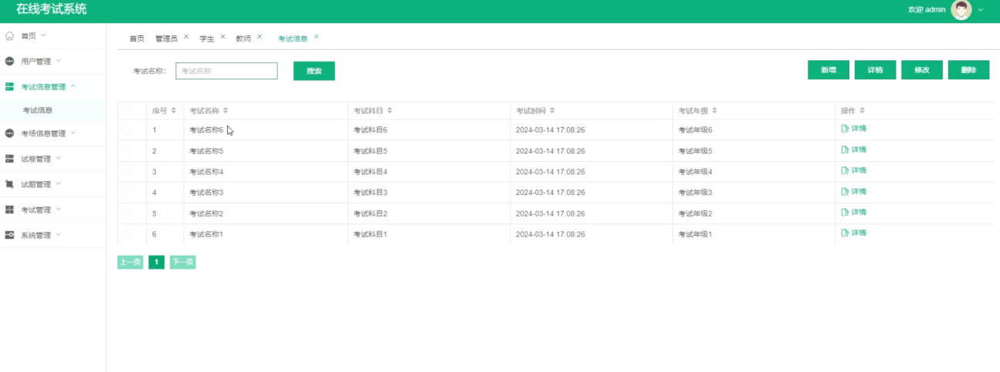 在线考试系统
欢迎 admin
首页
用户管理
考试信息管理
考试信息
考场信息管理
试卷管理
试题管理
考试管理
系统管理
首页 管理员 × 学生 × 教师 × 考试信息 ×
考试名称： 考试名称 搜索
新增 详情 修改 删除
序号 考试名称 考试科目 考试时间 考试年级 操作
1 考试名称6 考试科目6 2024-03-14 17:08:26 考试年级6 详情
2 考试名称5 考试科目5 2024-03-14 17:08:26 考试年级5 详情
3 考试名称4 考试科目4 2024-03-14 17:08:26 考试年级4 详情
4 考试名称3 考试科目3 2024-03-14 17:08:26 考试年级3 详情
5 考试名称2 考试科目2 2024-03-14 17:08:26 考试年级2 详情
6 考试名称1 考试科目1 2024-03-14 17:08:26 考试年级1 详情
上一页 1 下一页